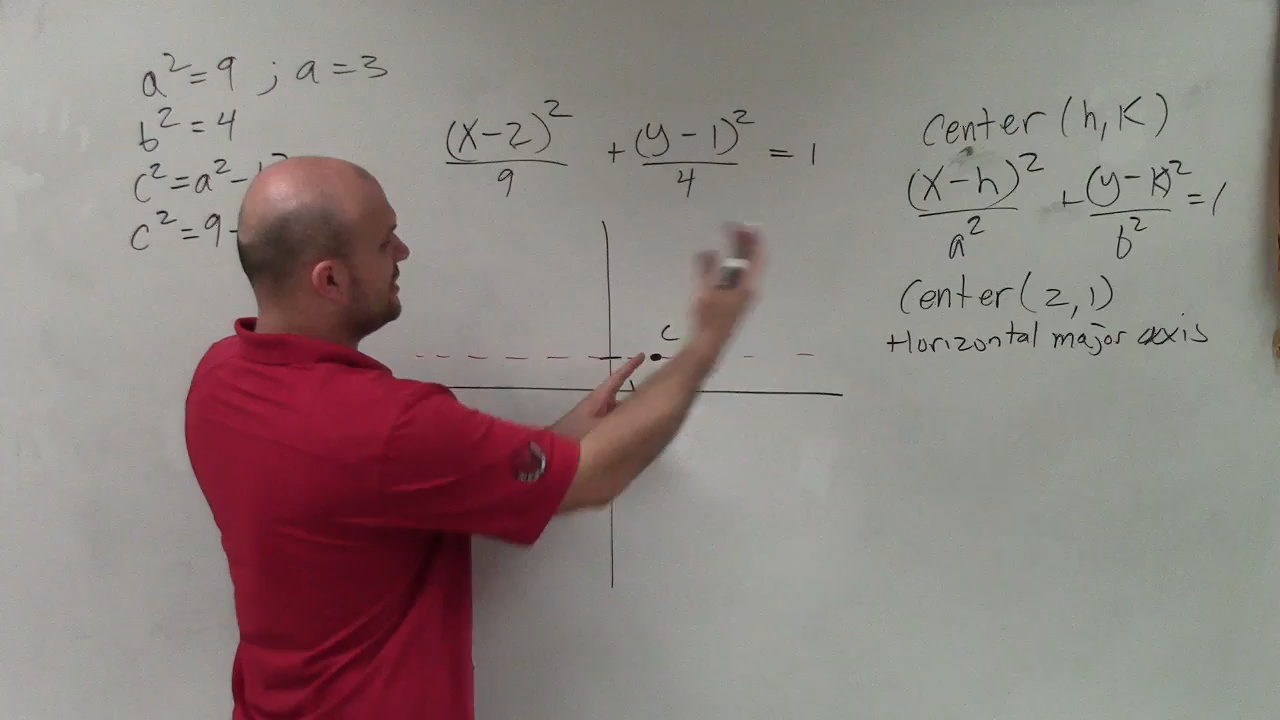 a² = 9 ; a = 3
b² = 4
c² = a² -
c² = 9 -
(x-2)²/9 + (y-1)²/4 = 1
C
center (h, k)
(x-h)²/a² + (y-k)²/b² = 1
Center (2, 1)
Horizontal major axis